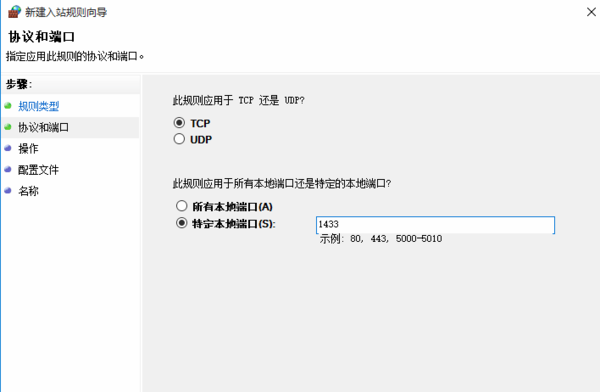 新建入站规则向导
协议和端口
指定应用此规则的协议和端口。
步骤:
规则类型
协议和端口
操作
配置文件
名称
此规则应用于 TCP 还是 UDP?
TCP
UDP
此规则应用于所有本地端口还是特定的本地端口?
所有本地端口(A)
特定本地端口(S):
1433
示例: 80, 443, 5000-5010